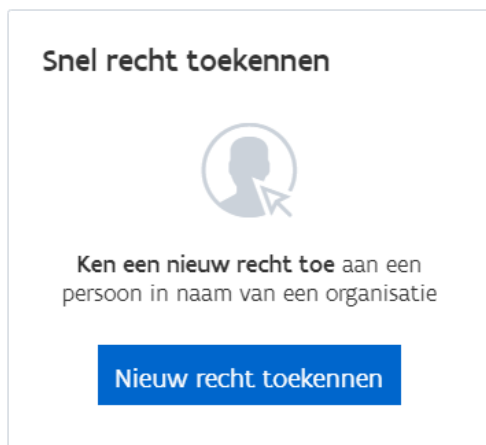 Snel recht toekennen
Ken een nieuw recht toe aan een
persoon in naam van een organisatie
Nieuw recht toekennen